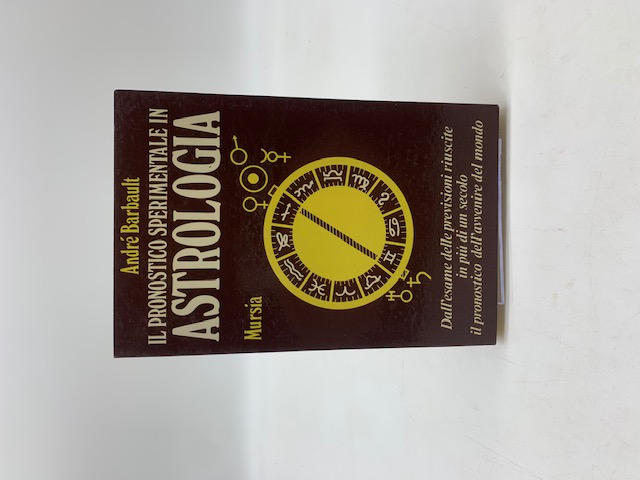 André Barbault
IL PRONOSTICO SPERIMENTALE IN
ASTROLOGIA
Mursia
Dall'esame delle previsioni riuscite
in più di un secolo
il pronostico dell'avvenire del mondo